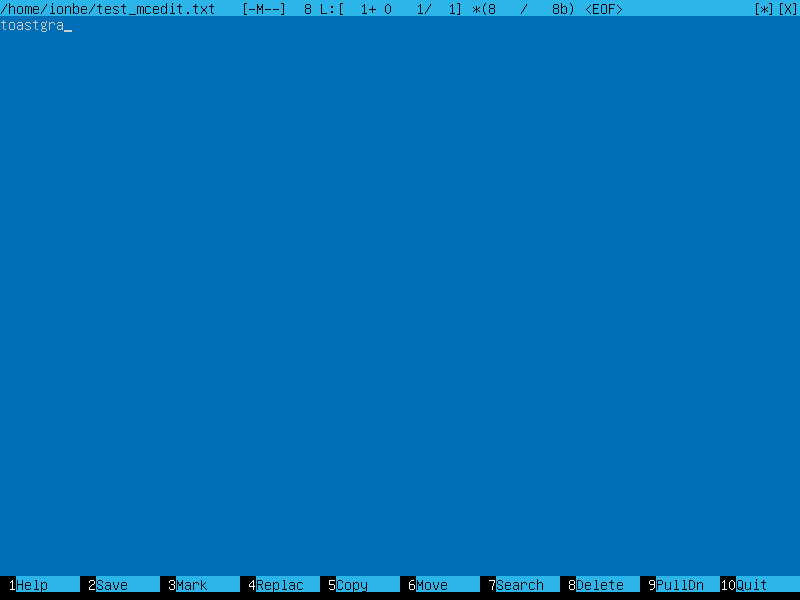 /home/ionbe/test_mcedit.txt   [-M--]  8 L:[  1+ 0   1/  1] *(8   /   8b) <EOF>                [*][X]
toastgra_
1Help 2Save 3Mark 4Replac 5Copy 6Move 7Search 8Delete 9PullDn 10Quit